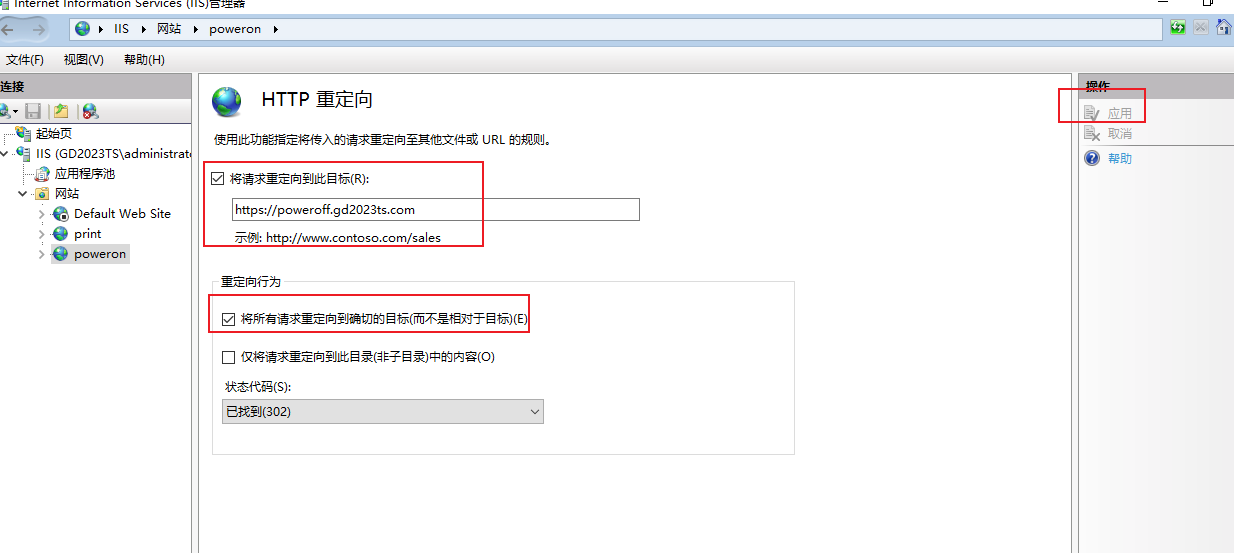 Internet Information Services (IIS)管理器
IIS
网站
poweron
文件(F)
视图(V)
帮助(H)
连接
起始页
IIS (GD2023TS\administrato
应用程序池
网站
Default Web Site
print
poweron
HTTP 重定向
使用此功能指定将传入的请求重定向至其他文件或 URL 的规则。
将请求重定向到此目标(R):
https://poweroff.gd2023ts.com
示例: http://www.contoso.com/sales
重定向行为
将所有请求重定向到确切的目标(而不是相对于目标)(E)
仅将请求重定向到此目录(非子目录)中的内容(O)
状态代码(S):
已找到(302)
操作
应用
取消
帮助